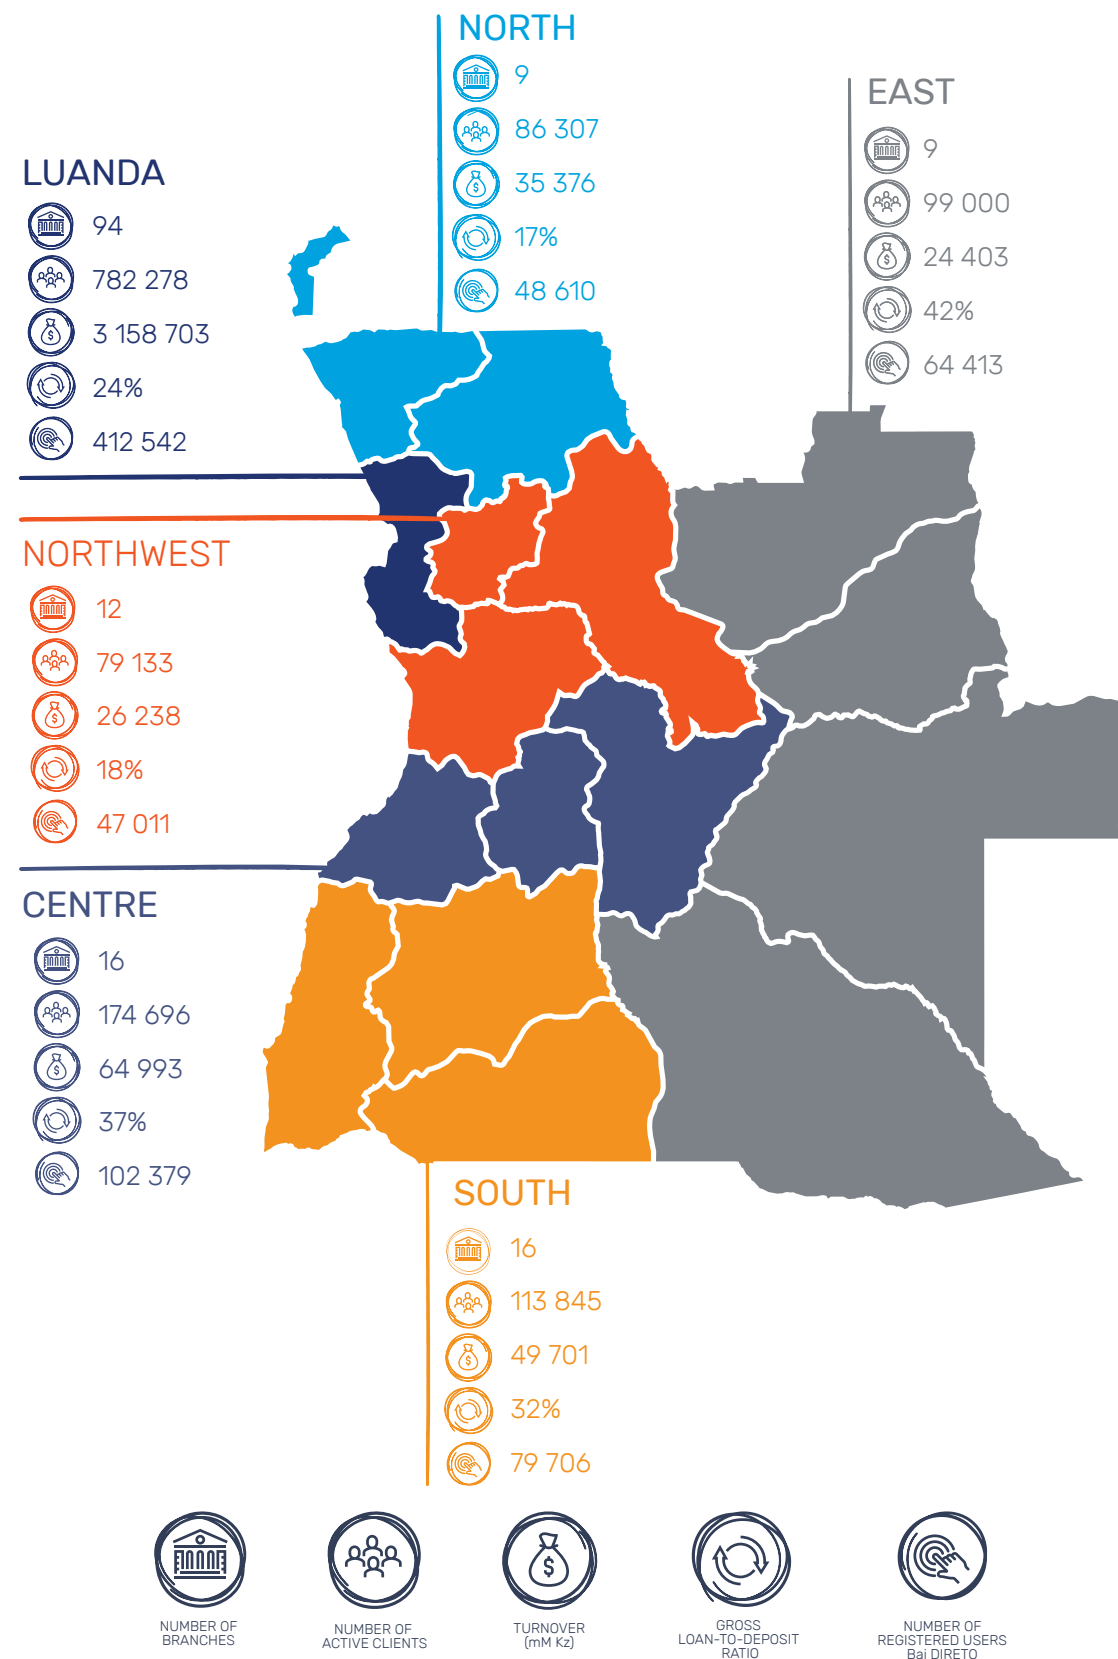 NORTH
9
86 307
35 376
17%
48 610
EAST
9
99 000
24 403
42%
64 413
LUANDA
94
782 278
3 158 703
24%
412 542
NORTHWEST
12
79 133
26 238
18%
47 011
CENTRE
16
174 696
64 993
37%
102 379
SOUTH
16
113 845
49 701
32%
79 706
NUMBER OF
BRANCHES
NUMBER OF
ACTIVE CLIENTS
TURNOVER
(mM Kz)
GROSS
LOAN-TO-DEPOSIT
RATIO
NUMBER OF
REGISTERED USERS
Bai DIRETO